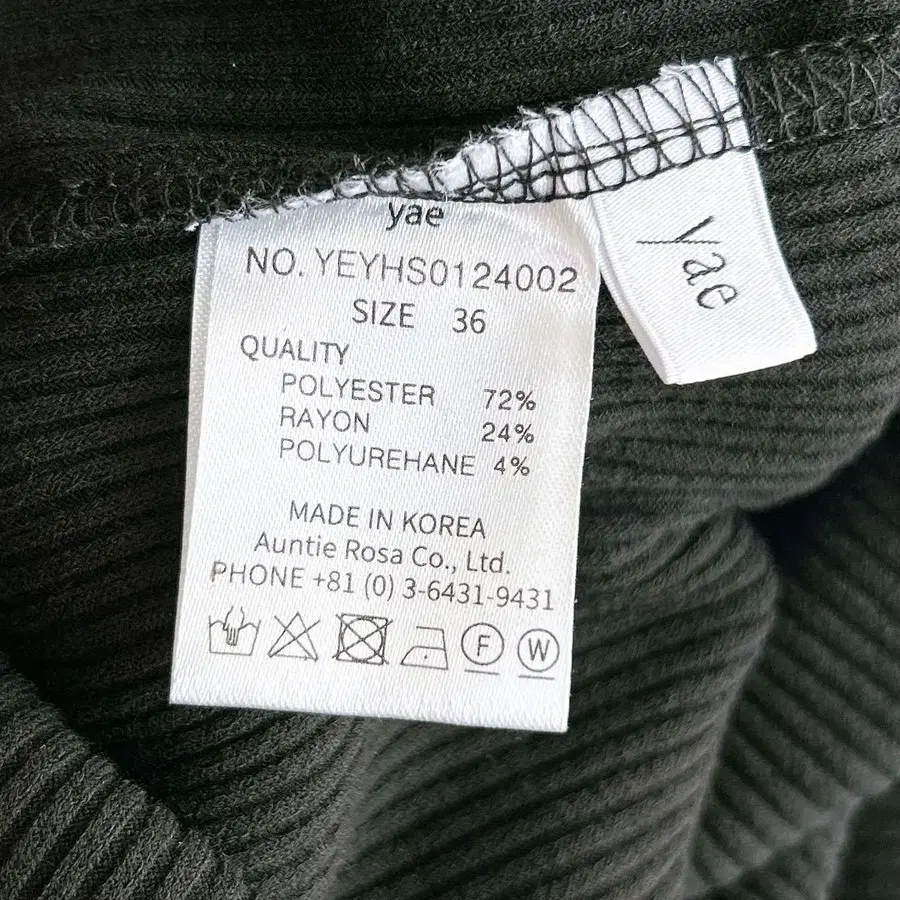 yae
NO. YEYHS0124002
SIZE 36
QUALITY
POLYESTER 72%
RAYON 24%
POLYUREHANE 4%
MADE IN KOREA
Auntie Rosa Co., Ltd.
PHONE +81 (0) 3-6431-9431
F W
yae